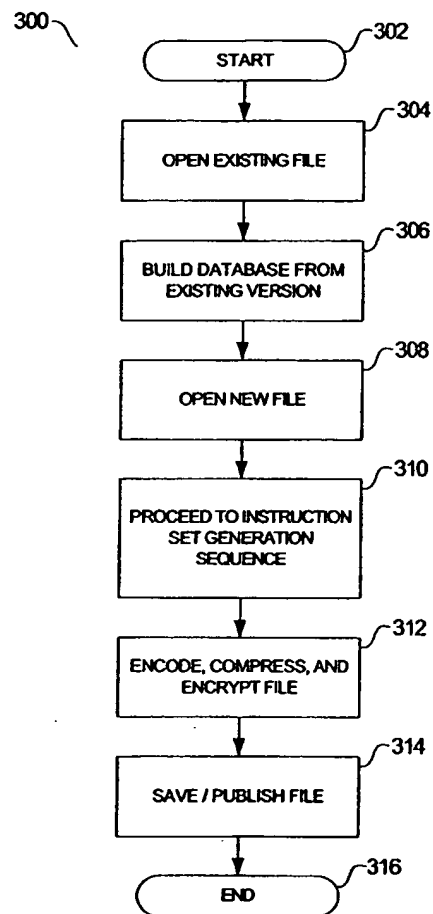 300
302
START
304
OPEN EXISTING FILE
306
BUILD DATABASE FROM
EXISTING VERSION
308
OPEN NEW FILE
310
PROCEED TO INSTRUCTION
SET GENERATION
SEQUENCE
312
ENCODE, COMPRESS, AND
ENCRYPT FILE
314
SAVE / PUBLISH FILE
316
END